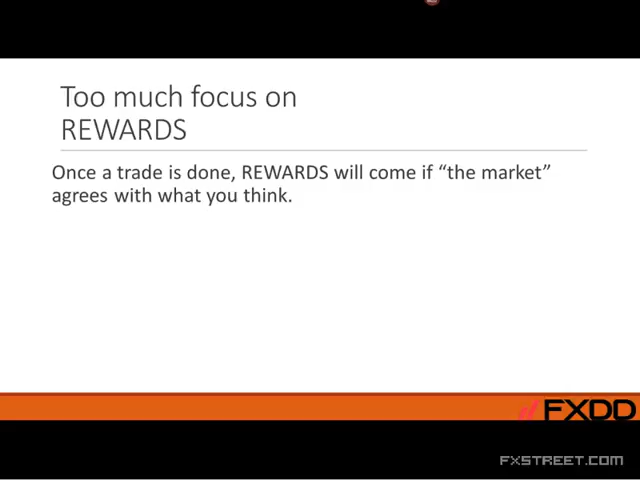 Too much focus on
REWARDS
Once a trade is done, REWARDS will come if “the market”
agrees with what you think.
FXDD
FXSTREET.COM